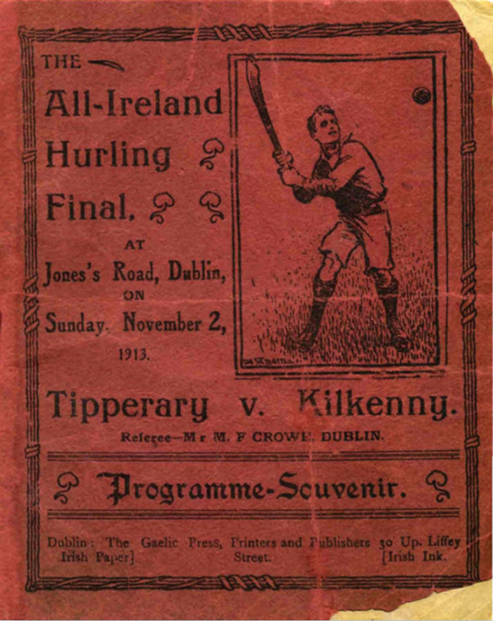 THE
All-Ireland
Hurling
Final.
AT
Jones's Road, Dublin,
ON
Sunday. November 2,
1913.
Tipperary v. Kilkenny.
Referee—Mr M. F CROWE. DUBLIN.
Programme-Souvenir.
Dublin: The Gaelic Press, Printers and Publishers 30 Up. Liffey
Irish Paper] Street. [Irish Ink.